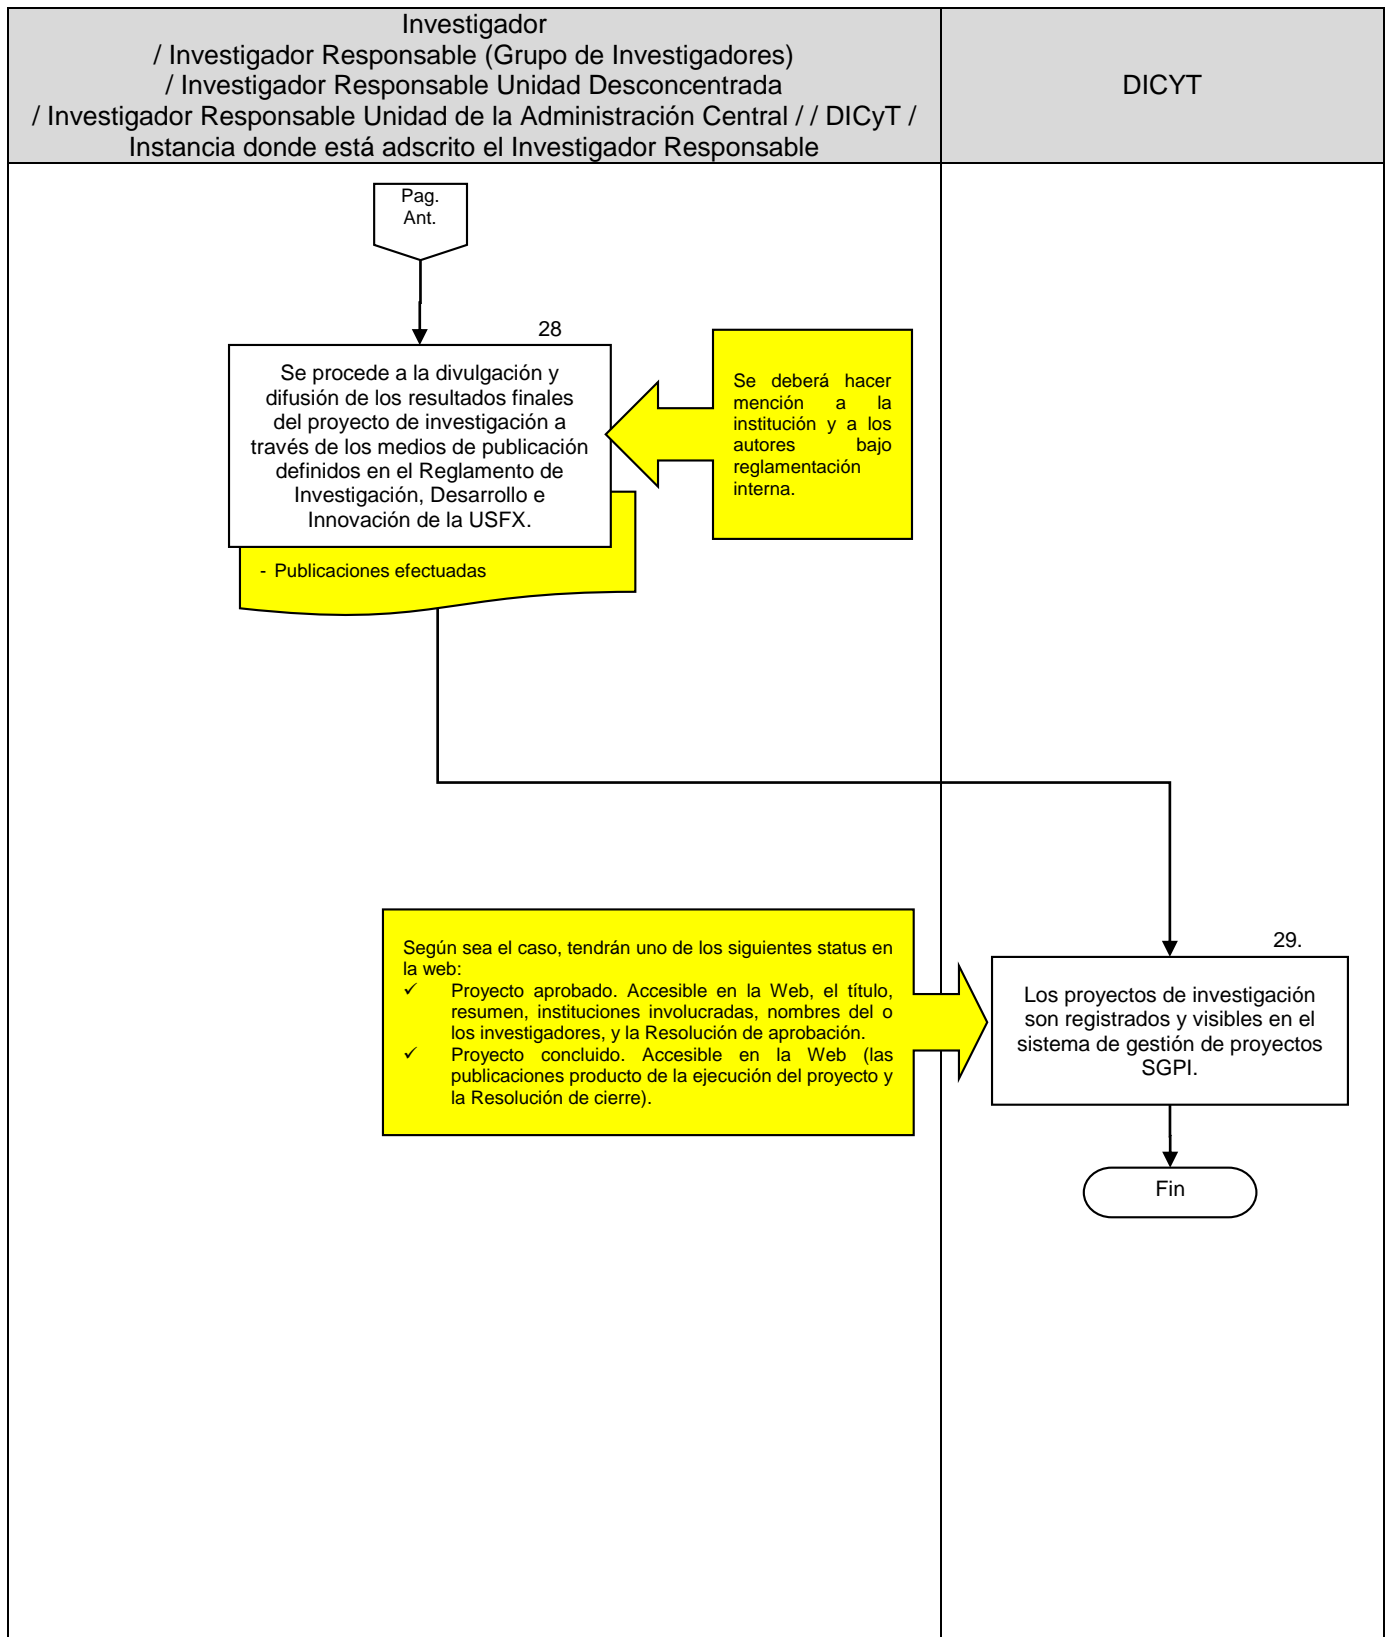 Investigador
/ Investigador Responsable (Grupo de Investigadores)
/ Investigador Responsable Unidad Desconcentrada
/ Investigador Responsable Unidad de la Administración Central / / DICyT /
Instancia donde está adscrito el Investigador Responsable
DICYT
Pag.
Ant.
28
Se procede a la divulgación y
difusión de los resultados finales
del proyecto de investigación a
través de los medios de publicación
definidos en el Reglamento de
Investigación, Desarrollo e
Innovación de la USFX.
Se deberá hacer
mención a la
institución y a los
autores bajo
reglamentación
interna.
- Publicaciones efectuadas
Según sea el caso, tendrán uno de los siguientes status en
la web:
✓ Proyecto aprobado. Accesible en la Web, el título,
resumen, instituciones involucradas, nombres del o
los investigadores, y la Resolución de aprobación.
✓ Proyecto concluido. Accesible en la Web (las
publicaciones producto de la ejecución del proyecto y
la Resolución de cierre).
29.
Los proyectos de investigación
son registrados y visibles en el
sistema de gestión de proyectos
SGPI.
Fin